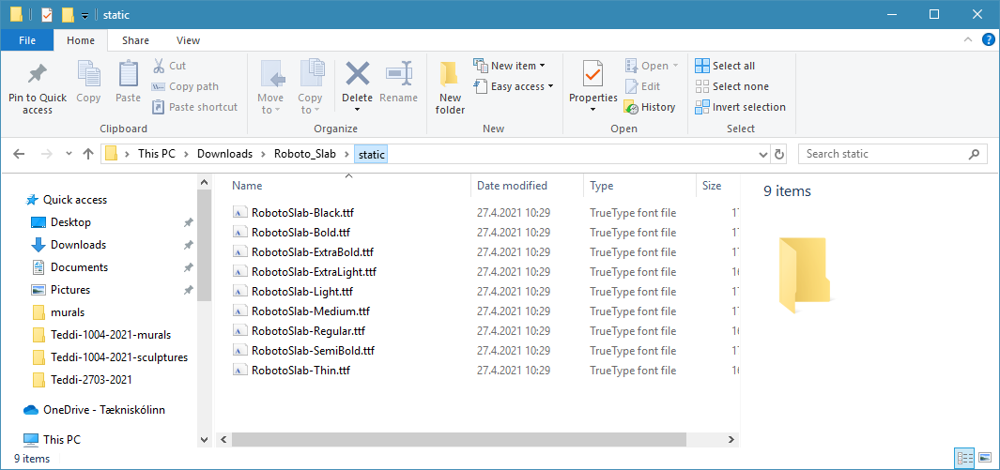 static
File Home Share View
Pin to Quick access
Copy
Paste
Cut
Copy path
Paste shortcut
Clipboard
Move to
Copy to
Delete
Rename
Organize
New folder
New item
Easy access
New
Properties
Open
Edit
History
Open
Select all
Select none
Invert selection
Select
This PC > Downloads > Roboto_Slab > static
Search static
Quick access
Desktop
Downloads
Documents
Pictures
murals
Teddi-1004-2021-murals
Teddi-1004-2021-sculptures
Teddi-2703-2021
OneDrive - Tækniskólinn
This PC
Name Date modified Type Size
RobotoSlab-Black.ttf 27.4.2021 10:29 TrueType font file
RobotoSlab-Bold.ttf 27.4.2021 10:29 TrueType font file
RobotoSlab-ExtraBold.ttf 27.4.2021 10:29 TrueType font file
RobotoSlab-ExtraLight.ttf 27.4.2021 10:29 TrueType font file
RobotoSlab-Light.ttf 27.4.2021 10:29 TrueType font file
RobotoSlab-Medium.ttf 27.4.2021 10:29 TrueType font file
RobotoSlab-Regular.ttf 27.4.2021 10:29 TrueType font file
RobotoSlab-SemiBold.ttf 27.4.2021 10:29 TrueType font file
RobotoSlab-Thin.ttf 27.4.2021 10:29 TrueType font file
9 items
9 items